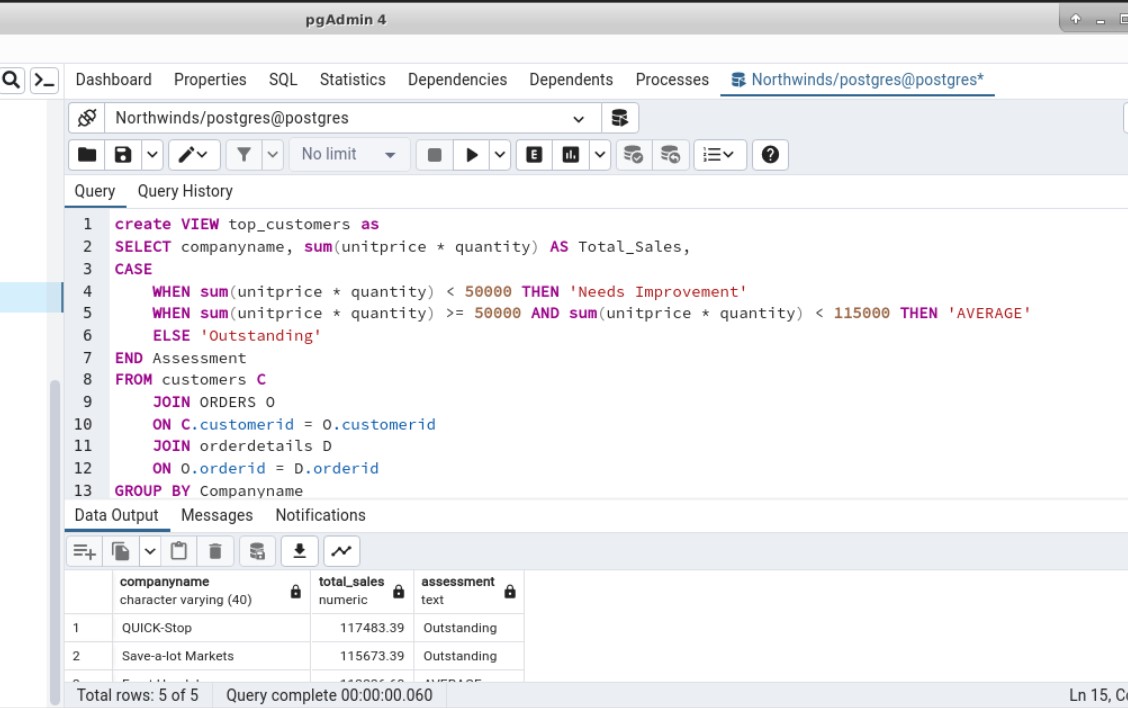 pgAdmin 4
Dashboard Properties SQL Statistics Dependencies Dependents Processes Northwinds/postgres@postgres*
Northwinds/postgres@postgres
No limit
E
Query Query History
1 create VIEW top_customers as
2 SELECT companyname, sum(unitprice * quantity) AS Total_Sales,
3 CASE
4 WHEN sum(unitprice * quantity) < 50000 THEN 'Needs Improvement'
5 WHEN sum(unitprice * quantity) >= 50000 AND sum(unitprice * quantity) < 115000 THEN 'AVERAGE'
6 ELSE 'Outstanding'
7 END Assessment
8 FROM customers C
9 JOIN ORDERS O
10 ON C.customerid = O.customerid
11 JOIN orderdetails D
12 ON O.orderid = D.orderid
13 GROUP BY Companyname
Data Output Messages Notifications
companyname total_sales assessment
character varying (40) numeric text
1 QUICK-Stop 117483.39 Outstanding
2 Save-a-lot Markets 115673.39 Outstanding
Total rows: 5 of 5 Query complete 00:00:00.060 Ln 15,